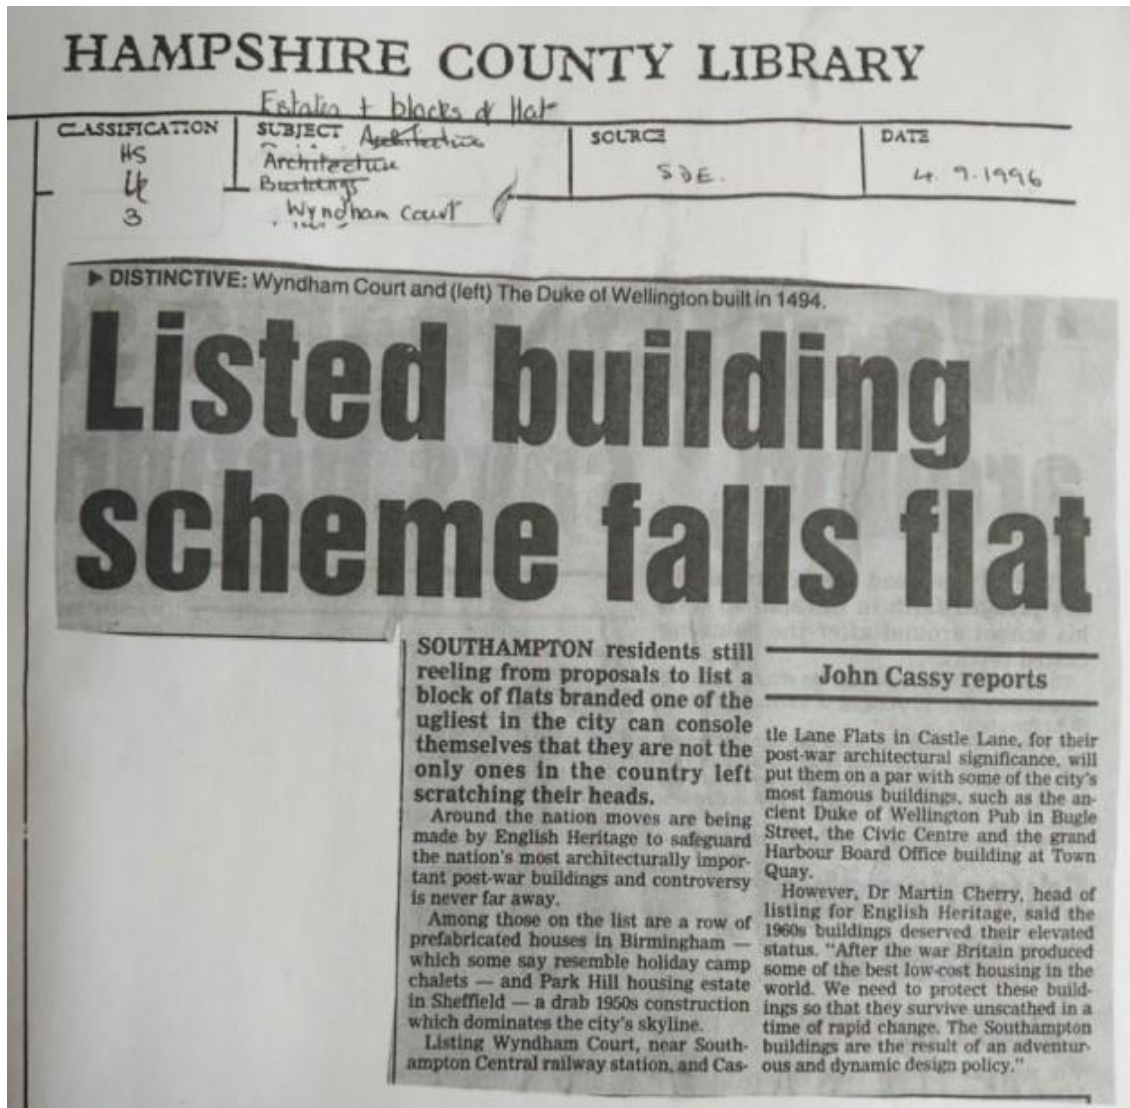 HAMPSHIRE COUNTY LIBRARY
Estates + blocks of flats
CLASSIFICATION
SUBJECT Architecture
SOURCE
DATE
HS
Architecture
SDE.
4. 9. 1996
Buildings
3
Wyndham Court
▶ DISTINCTIVE: Wyndham Court and (left) The Duke of Wellington built in 1494.
Listed building
scheme falls flat
SOUTHAMPTON residents still
reeling from proposals to list a
block of flats branded one of the
ugliest in the city can console
themselves that they are not the
only ones in the country left
scratching their heads.
Around the nation moves are being
made by English Heritage to safeguard
the nation's most architecturally impor-
tant post-war buildings and controversy
is never far away.
Among those on the list are a row of
prefabricated houses in Birmingham —
which some say resemble holiday camp
chalets — and Park Hill housing estate
in Sheffield — a drab 1950s construction
which dominates the city's skyline.
Listing Wyndham Court, near South-
ampton Central railway station, and Cas-
John Cassy reports
tle Lane Flats in Castle Lane, for their
post-war architectural significance, will
put them on a par with some of the city's
most famous buildings, such as the an-
cient Duke of Wellington Pub in Bugle
Street, the Civic Centre and the grand
Harbour Board Office building at Town
Quay.
However, Dr Martin Cherry, head of
listing for English Heritage, said the
1960s buildings deserved their elevated
status. "After the war Britain produced
some of the best low-cost housing in the
world. We need to protect these build-
ings so that they survive unscathed in a
time of rapid change. The Southampton
buildings are the result of an adventur-
ous and dynamic design policy."